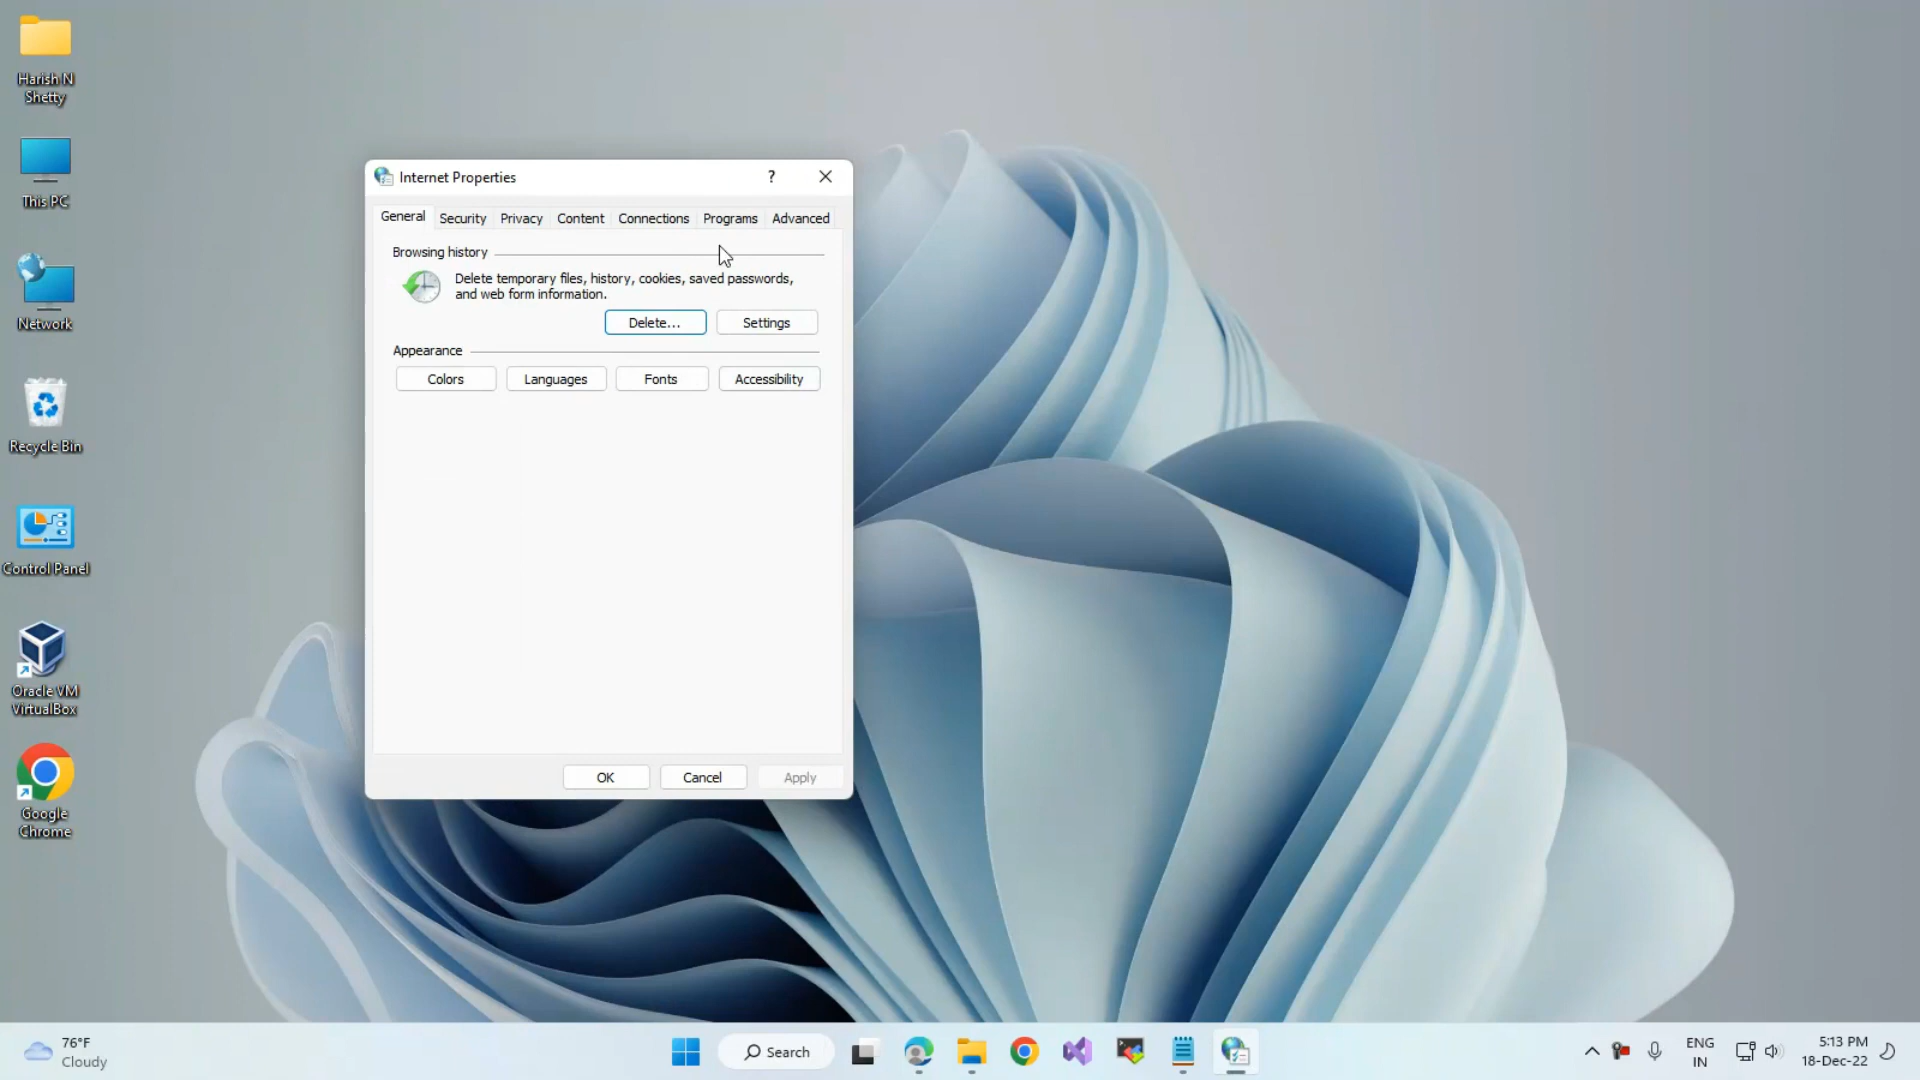 Harish N
Shetty
This PC
Network
Recycle Bin
Control Panel
Oracle VM
VirtualBox
Google
Chrome
Internet Properties
?
General Security Privacy Content Connections Programs Advanced
Browsing history
Delete temporary files, history, cookies, saved passwords,
and web form information.
Delete... Settings
Appearance
Colors Languages Fonts Accessibility
OK Cancel Apply
76°F
Cloudy
Search
ENG
IN
5:13 PM
18-Dec-22